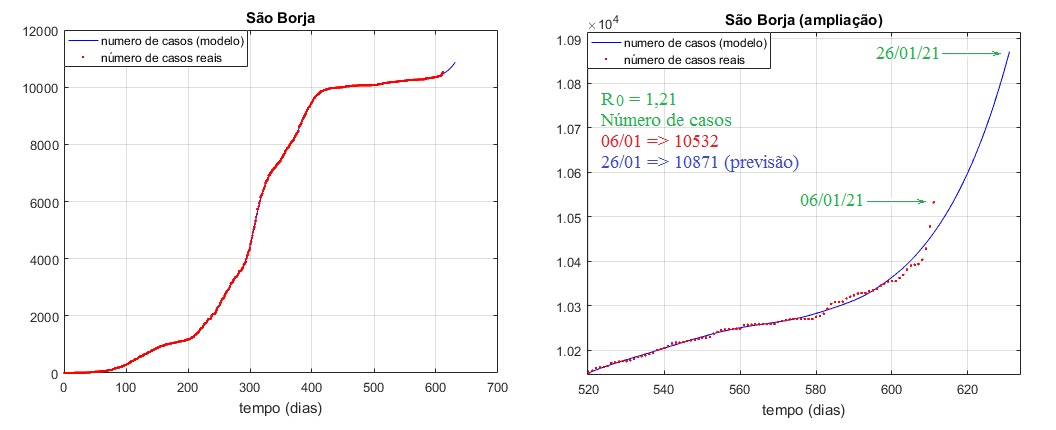 São Borja
numero de casos (modelo)
número de casos reais
12000
10000
8000
6000
4000
2000
0
0 100 200 300 400 500 600 700
tempo (dias)
São Borja (ampliação)
×10⁴
numero de casos (modelo)
número de casos reais
26/01/21
R0 = 1,21
Número de casos
06/01 => 10532
26/01 => 10871 (previsão)
06/01/21
1.09
1.08
1.07
1.06
1.05
1.04
1.03
1.02
520 540 560 580 600 620
tempo (dias)